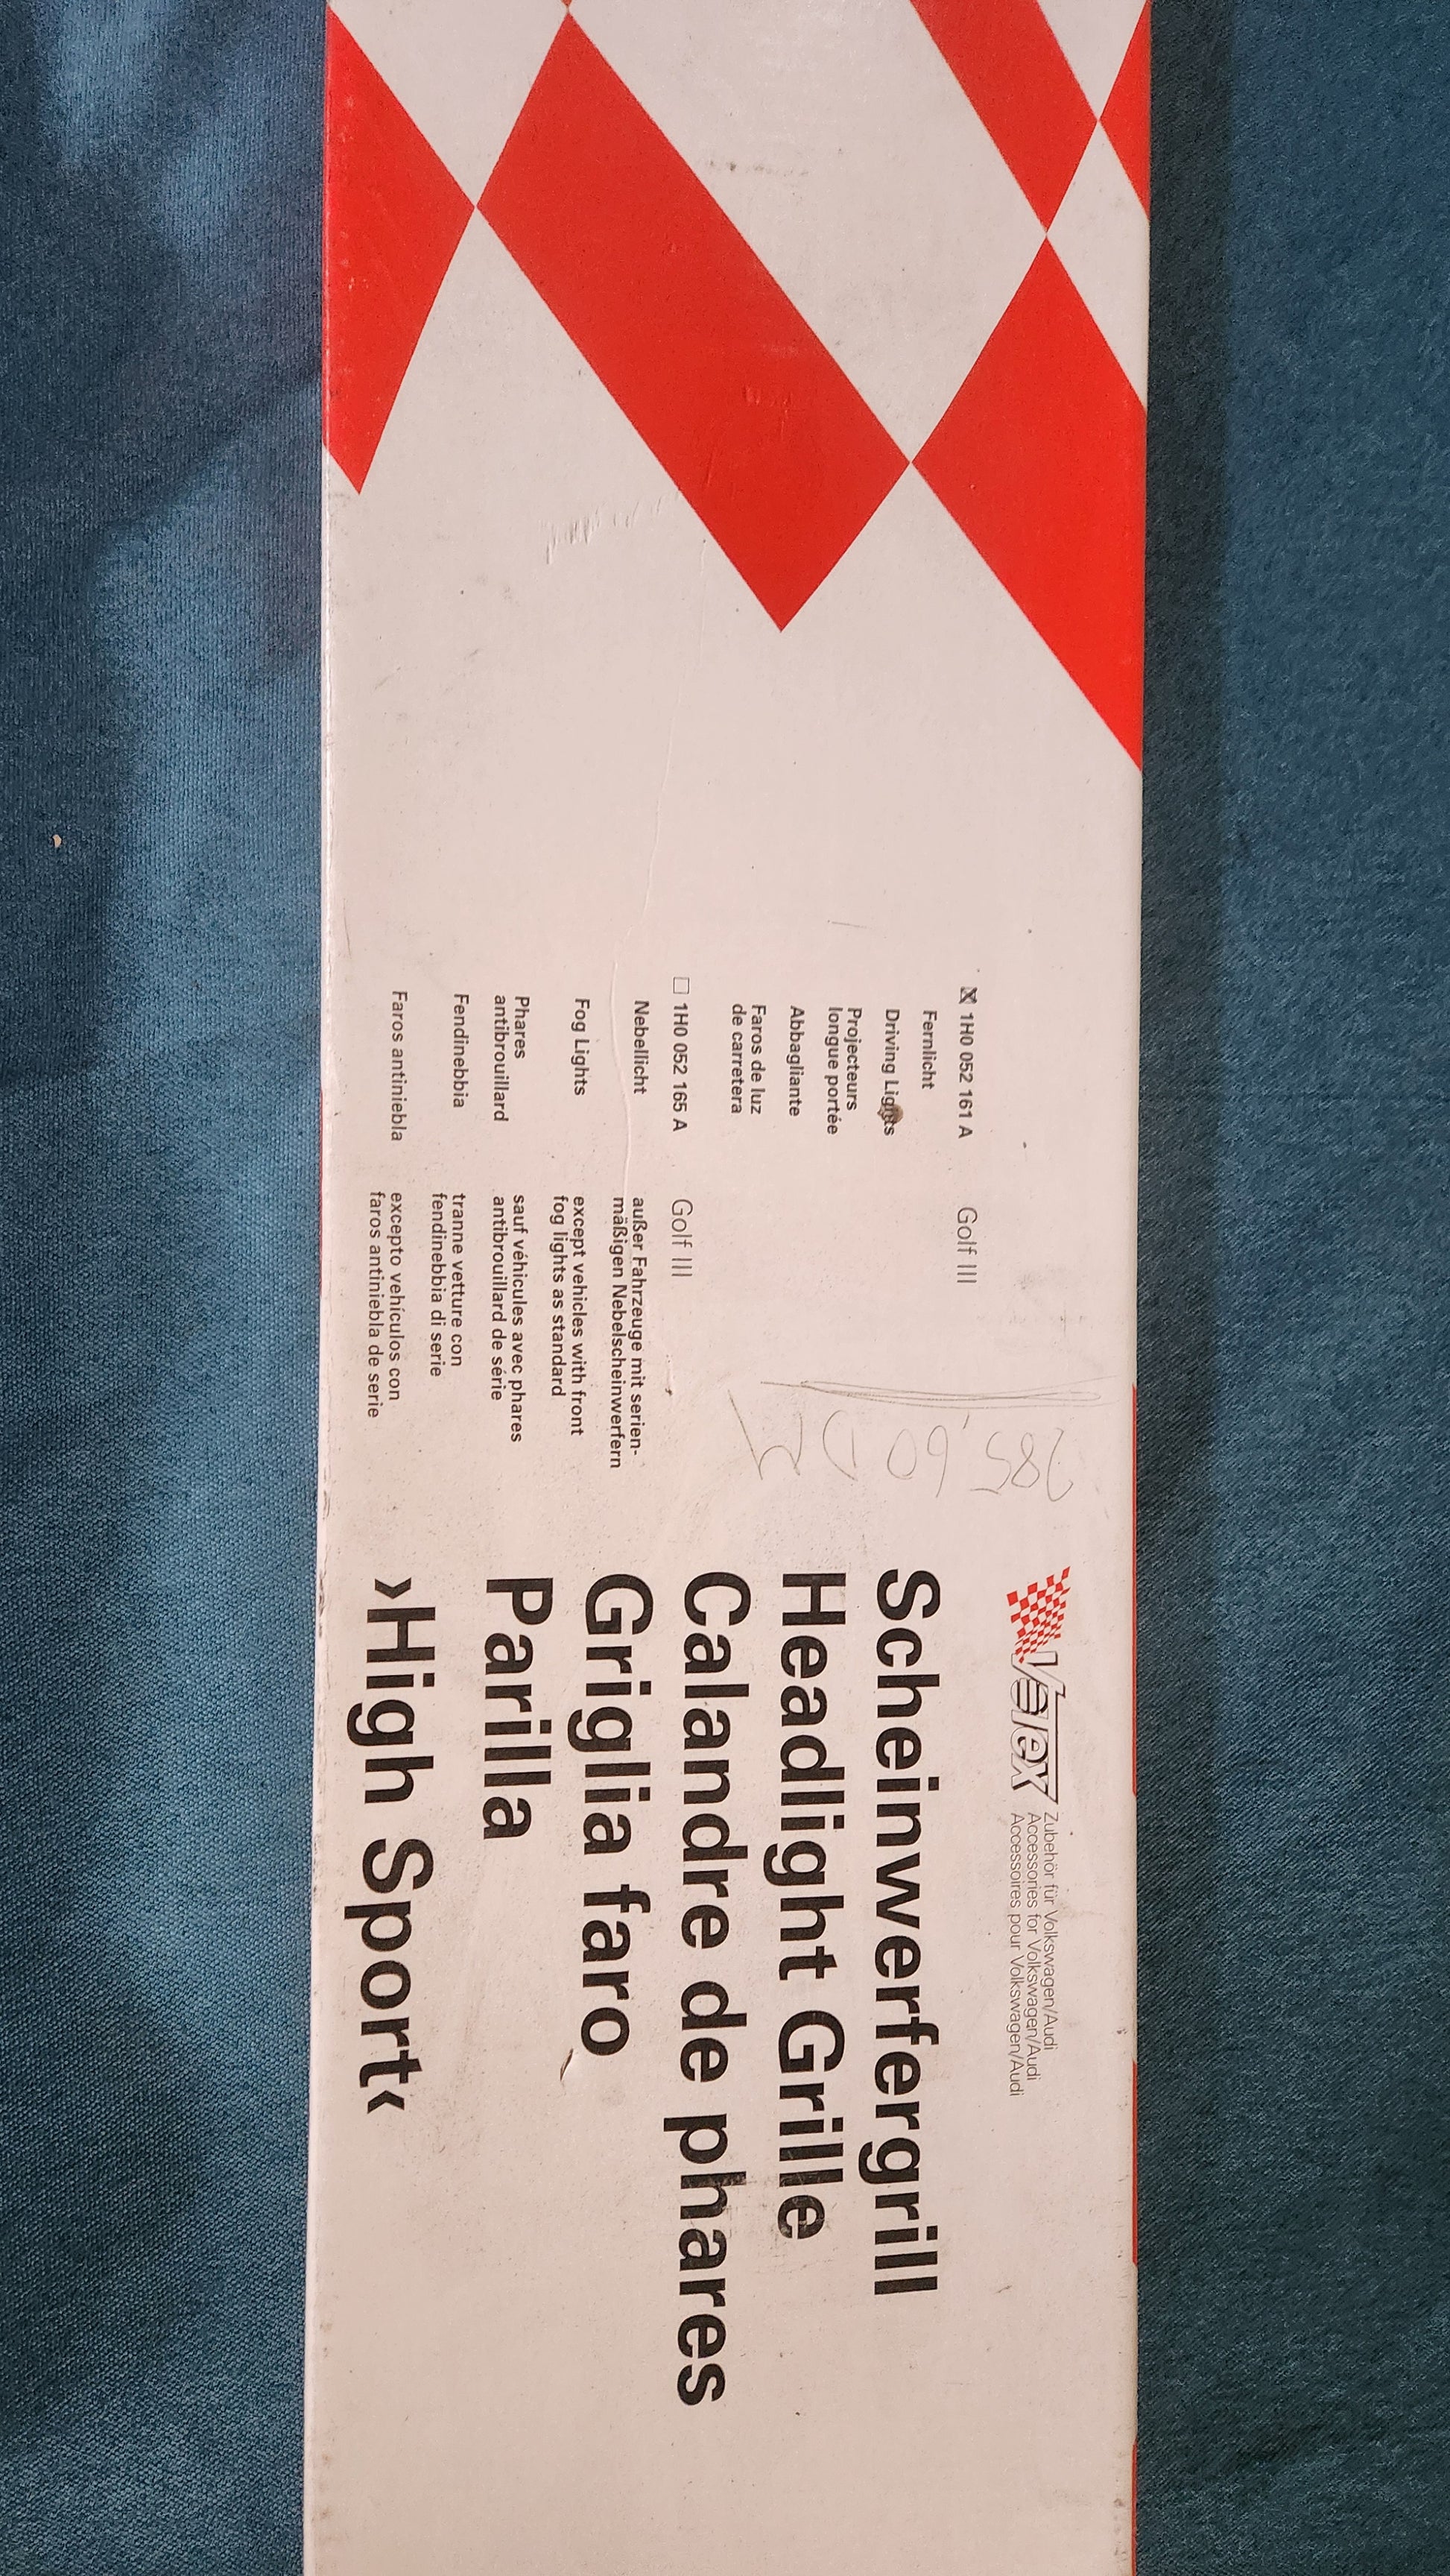 Votex
Zubehör für Volkswagen/Audi
Accessories for Volkswagen/Audi
Accessoires pour Volkswagen/Audi
Scheinwerfergrill
Headlight Grille
Calandre de phares
Griglia faro
Parilla
›High Sport‹
☒ 1H0 052 161 A Golf III
Fernlicht
Driving Lights
Projecteurs
longue portée
Abbagliante
Faros de luz
de carretera
☐ 1H0 052 165 A Golf III
Nebellicht
außer Fahrzeuge mit serien-
mäßigen Nebelscheinwerfern
Fog Lights
except vehicles with front
fog lights as standard
Phares
antibrouillard
sauf véhicules avec phares
antibrouillard de série
Fendinebbia
tranne vetture con
fendinebbia di serie
Faros antiniebla
excepto vehículos con
faros antiniebla de serie
285,60 DM